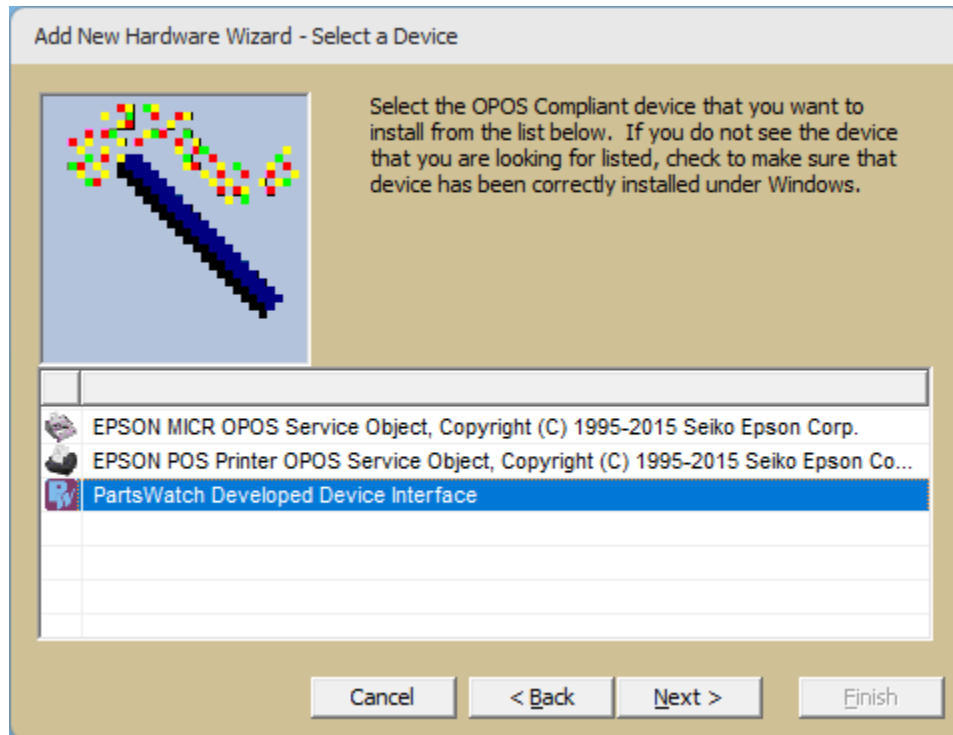 Add New Hardware Wizard - Select a Device
Select the OPOS Compliant device that you want to
install from the list below.  If you do not see the device
that you are looking for listed, check to make sure that
device has been correctly installed under Windows.
EPSON MICR OPOS Service Object, Copyright (C) 1995-2015 Seiko Epson Corp.
EPSON POS Printer OPOS Service Object, Copyright (C) 1995-2015 Seiko Epson Co...
PartsWatch Developed Device Interface
Cancel
< Back
Next >
Finish